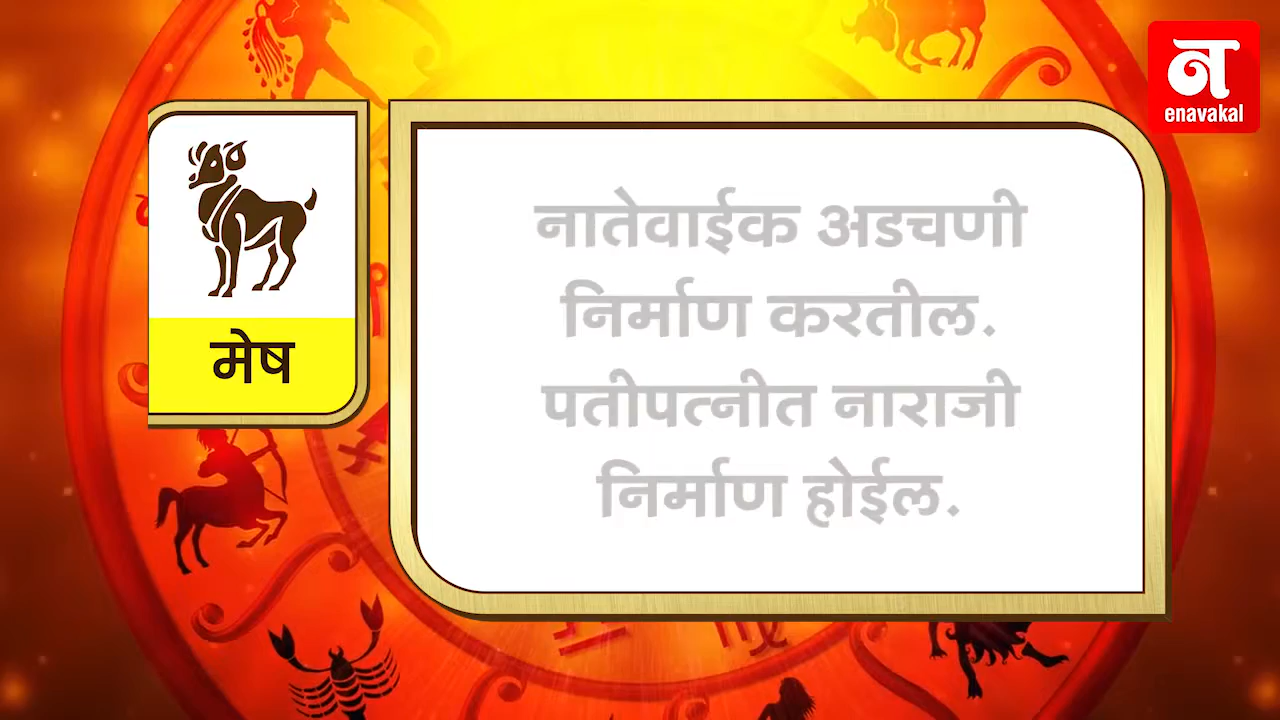 न
enavakal
मेष
नातेवाईक अडचणी
निर्माण करतील.
पतीपत्नीत नाराजी
निर्माण होईल.